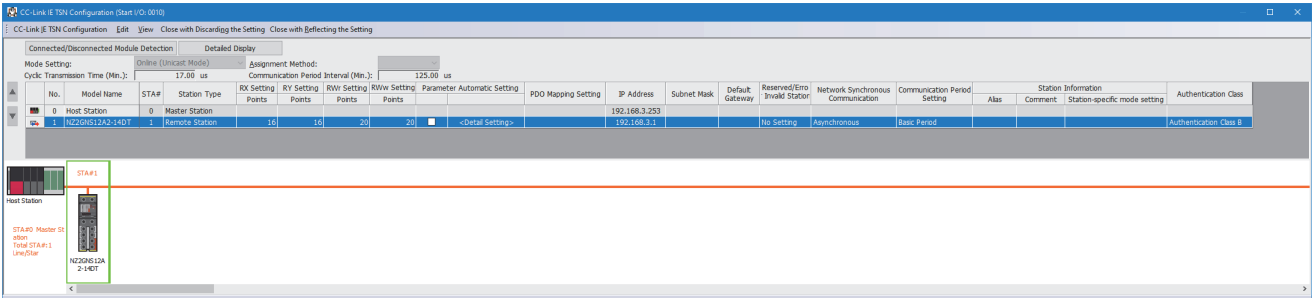 CC-Link IE TSN Configuration (Start I/O: 0010)
CC-Link IE TSN Configuration Edit View Close with Discarding the Setting Close with Reflecting the Setting
Connected/Disconnected Module Detection Detailed Display
Mode Setting: Online (Unicast Mode) Assignment Method:
Cyclic Transmission Time (Min.): 17.00 us Communication Period Interval (Min.): 125.00 us
No. Model Name STA# Station Type RX Setting RY Setting RWr Setting RWw Setting Parameter Automatic Setting PDO Mapping Setting IP Address Subnet Mask Default Gateway Reserved/Erro Invalid Station Network Synchronous Communication Communication Period Setting Station Information Authentication Class
Points Points Points Points Alias Comment Station-specific mode setting
0 Host Station 0 Master Station 192.168.3.253
1 NZ2GNS12A2-14DT 1 Remote Station 16 16 20 20 <Detail Setting> 192.168.3.1 No Setting Asynchronous Basic Period Authentication Class B
STA#1
Host Station
STA#0 Master St
ation
Total STA#:1
Line/Star
NZ2GNS12A
2-14DT